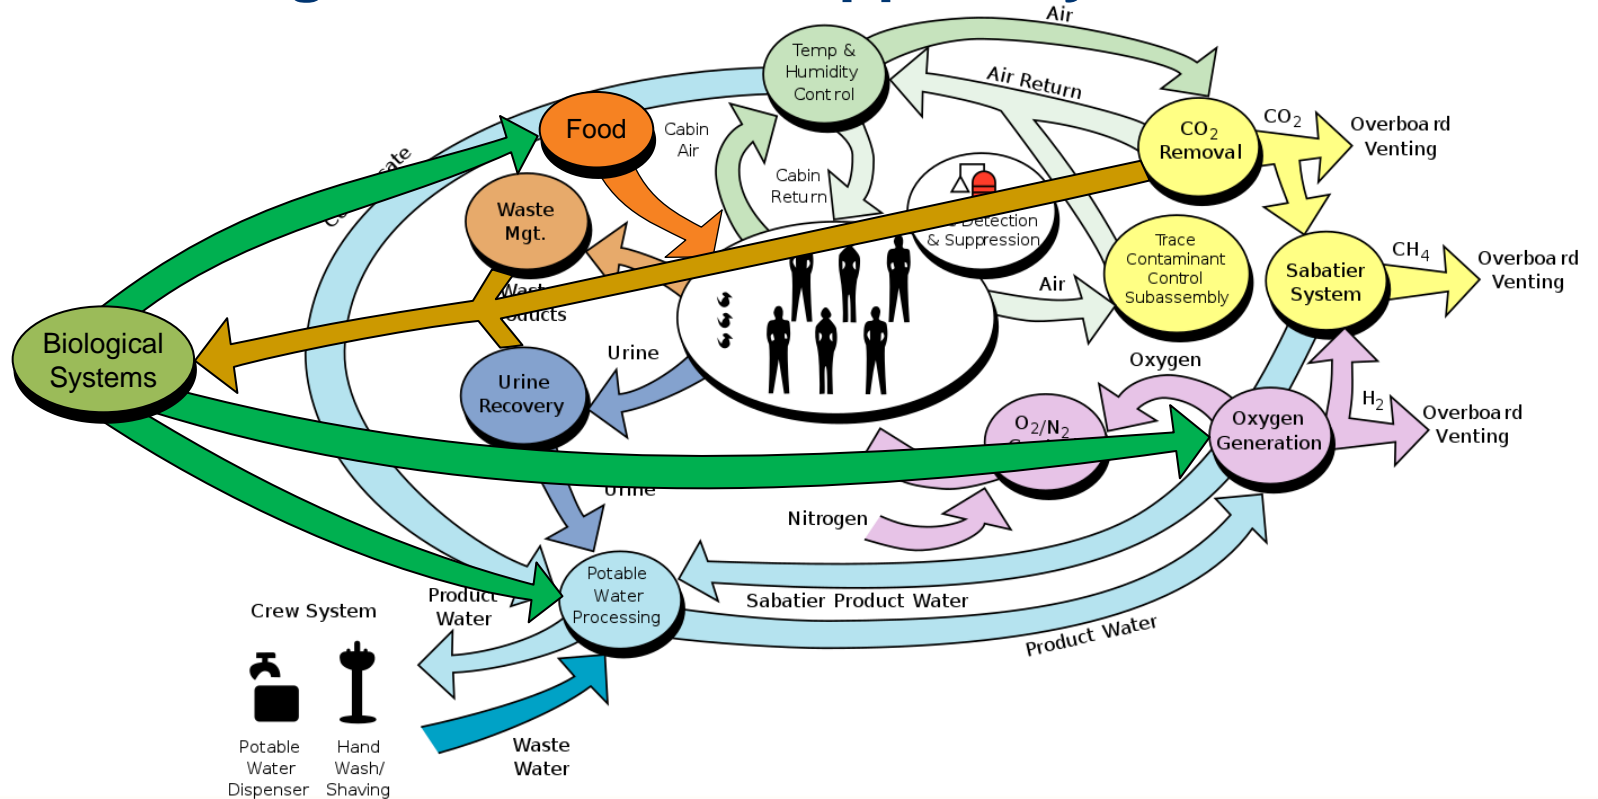 Air
Temp &
Humidity
Control
Air Return
Food
Cabin
Air
CO2
Removal
CO2
Overboard
Venting
Cabin
Return
Waste
Mgt.
Detection
& Suppression
Trace
Contaminant
Control
Subassembly
Sabatier
System
CH4
Overboard
Venting
Air
Biological
Systems
Urine
Urine
Recovery
Oxygen
H2
Oxygen
Generation
Overboard
Venting
O2/N2
Urine
Nitrogen
Potable
Water
Processing
Product
Water
Sabatier Product Water
Product Water
Crew System
Waste
Water
Potable
Water
Dispenser
Hand
Wash/
Shaving